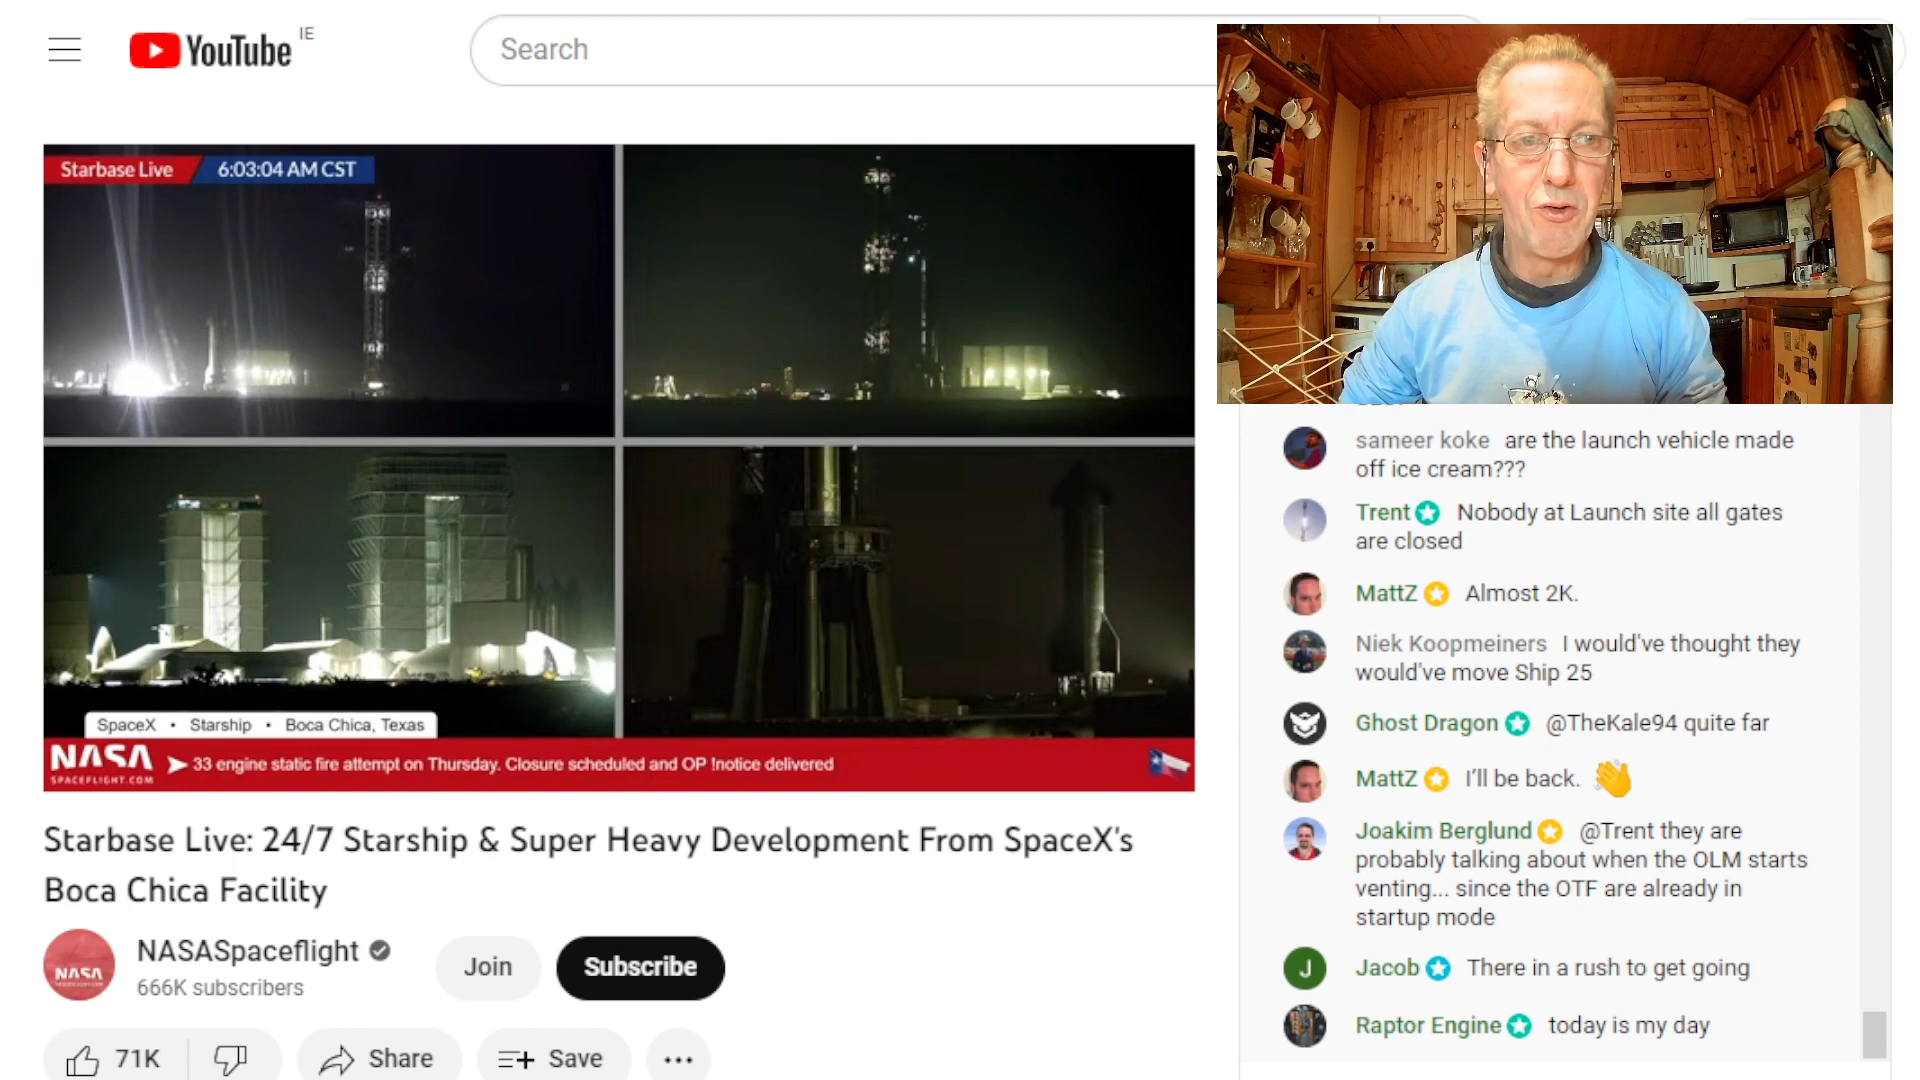 YouTube IE
Search
Starbase Live 6:03:04 AM CST
SpaceX • Starship • Boca Chica, Texas
NASA
SPACEFLIGHT.COM
33 engine static fire attempt on Thursday. Closure scheduled and OP !notice delivered
Starbase Live: 24/7 Starship & Super Heavy Development From SpaceX's
Boca Chica Facility
NASASpaceflight
666K subscribers
NASA
Join
Subscribe
71K
Share
Save
sameer koke are the launch vehicle made
off ice cream???
Trent Nobody at Launch site all gates
are closed
MattZ Almost 2K.
Niek Koopmeiners I would've thought they
would've move Ship 25
Ghost Dragon @TheKale94 quite far
MattZ I'll be back.
Joakim Berglund @Trent they are
probably talking about when the OLM starts
venting... since the OTF are already in
startup mode
J
Jacob There in a rush to get going
Raptor Engine today is my day